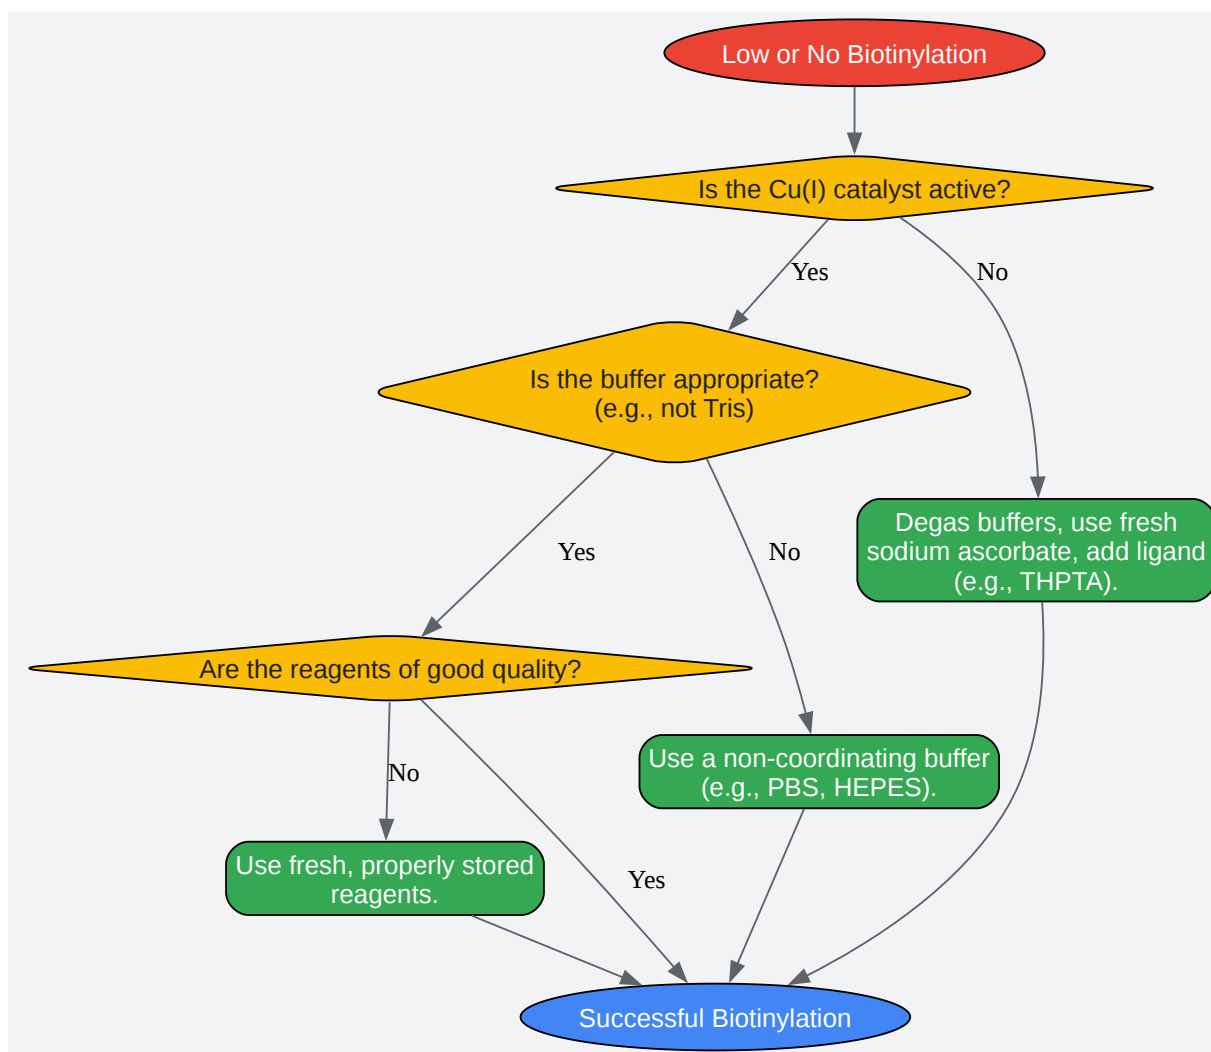 Low or No Biotinylation
Is the Cu(I) catalyst active?
Yes
No
Is the buffer appropriate?
(e.g., not Tris)
Degas buffers, use fresh
sodium ascorbate, add ligand
(e.g., THPTA).
Yes
No
Are the reagents of good quality?
Use a non-coordinating buffer
(e.g., PBS, HEPES).
No
Use fresh, properly stored
reagents.
Yes
Successful Biotinylation